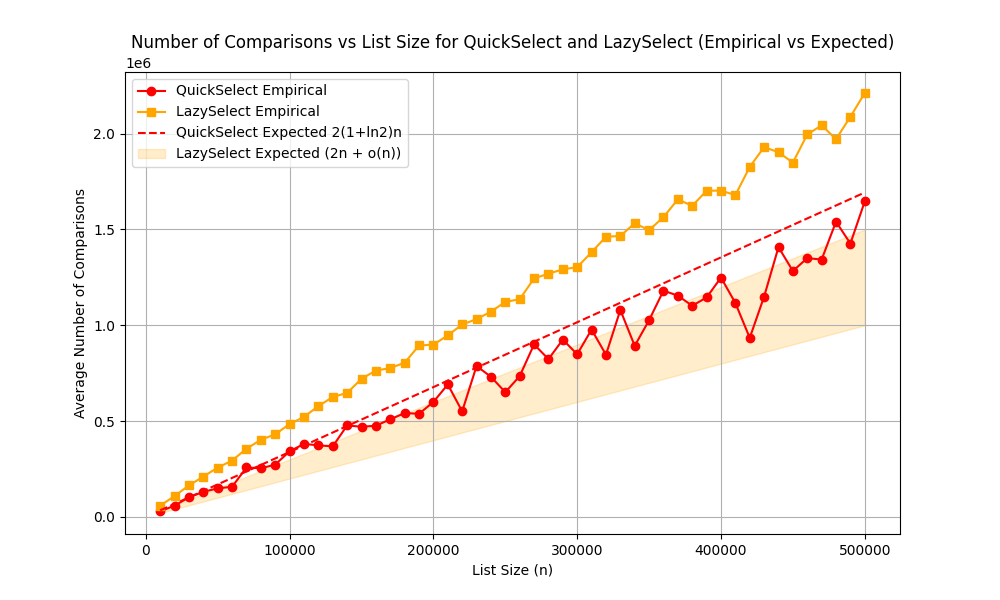 Number of Comparisons vs List Size for QuickSelect and LazySelect (Empirical vs Expected)
1e6
QuickSelect Empirical
LazySelect Empirical
QuickSelect Expected 2(1+ln2)n
LazySelect Expected (2n + o(n))
Average Number of Comparisons
2.0
1.5
1.0
0.5
0.0
0
100000
200000
300000
400000
500000
List Size (n)